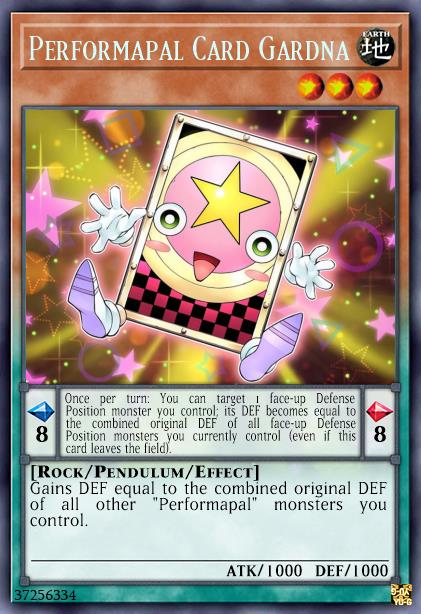 PERFORMAPAL CARD GARDNA
EARTH
地
Once per turn: You can target 1 face-up Defense
Position monster you control; its DEF becomes equal to
the combined original DEF of all face-up Defense
Position monsters you currently control (even if this
card leaves the field).
8
8
[ROCK/PENDULUM/EFFECT]
Gains DEF equal to the combined original DEF
of all other "Performapal" monsters you
control.
ATK/1000 DEF/1000
37256334